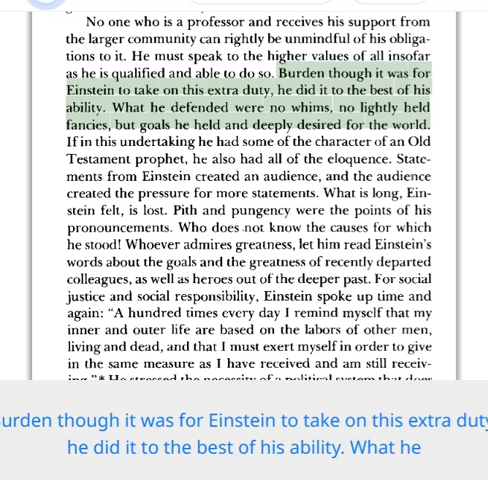 No one who is a professor and receives his support from
the larger community can rightly be unmindful of his obliga-
tions to it. He must speak to the higher values of all insofar
as he is qualified and able to do so. Burden though it was for
Einstein to take on this extra duty, he did it to the best of his
ability. What he defended were no whims, no lightly held
fancies, but goals he held and deeply desired for the world.
If in this undertaking he had some of the character of an Old
Testament prophet, he also had all of the eloquence. State-
ments from Einstein created an audience, and the audience
created the pressure for more statements. What is long, Ein-
stein felt, is lost. Pith and pungency were the points of his
pronouncements. Who does not know the causes for which
he stood! Whoever admires greatness, let him read Einstein's
words about the goals and the greatness of recently departed
colleagues, as well as heroes out of the deeper past. For social
justice and social responsibility, Einstein spoke up time and
again: "A hundred times every day I remind myself that my
inner and outer life are based on the labors of other men,
living and dead, and that I must exert myself in order to give
in the same measure as I have received and am still receiv-
ing."* He stressed the necessity of a political system that does
urden though it was for Einstein to take on this extra duty
he did it to the best of his ability. What he